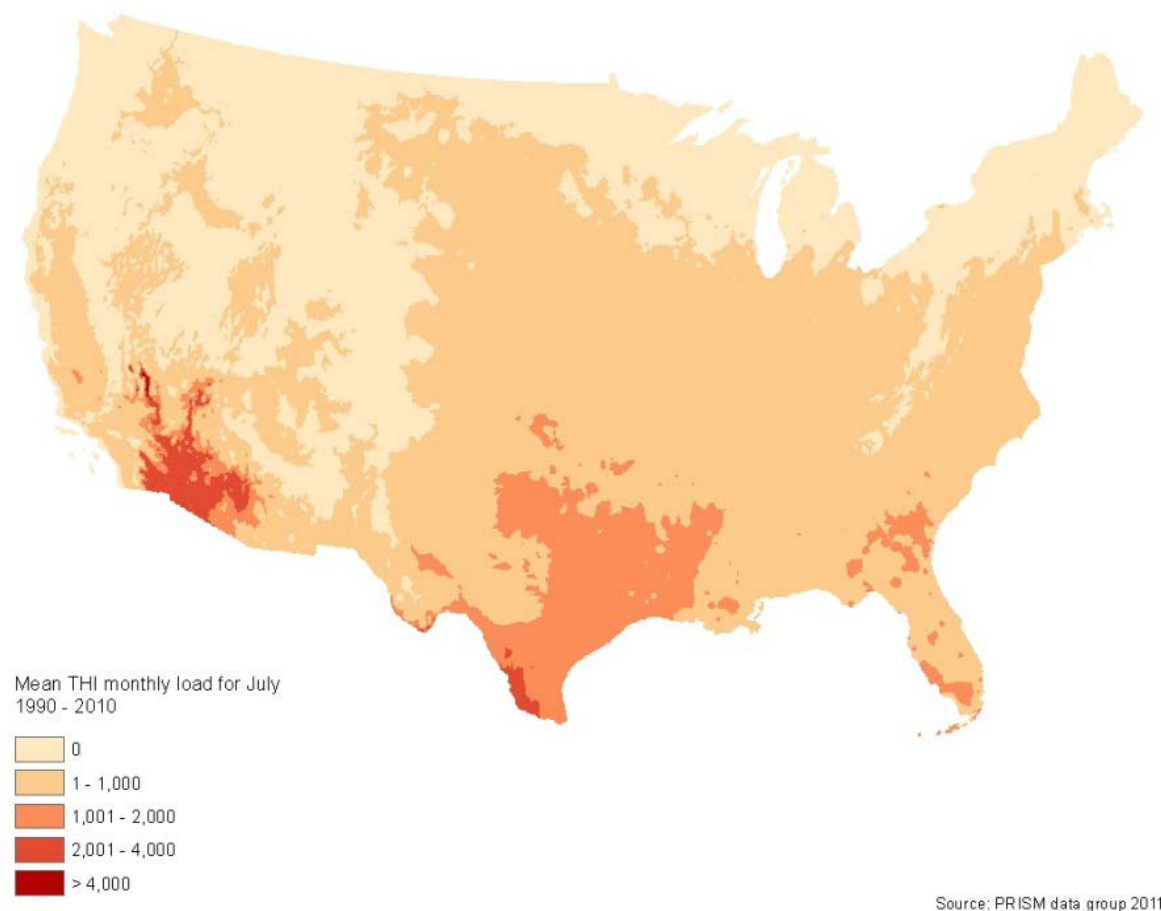 Mean THI monthly load for July
1990 - 2010
0
1 - 1,000
1,001 - 2,000
2,001 - 4,000
> 4,000
Source: PRISM data group 2011